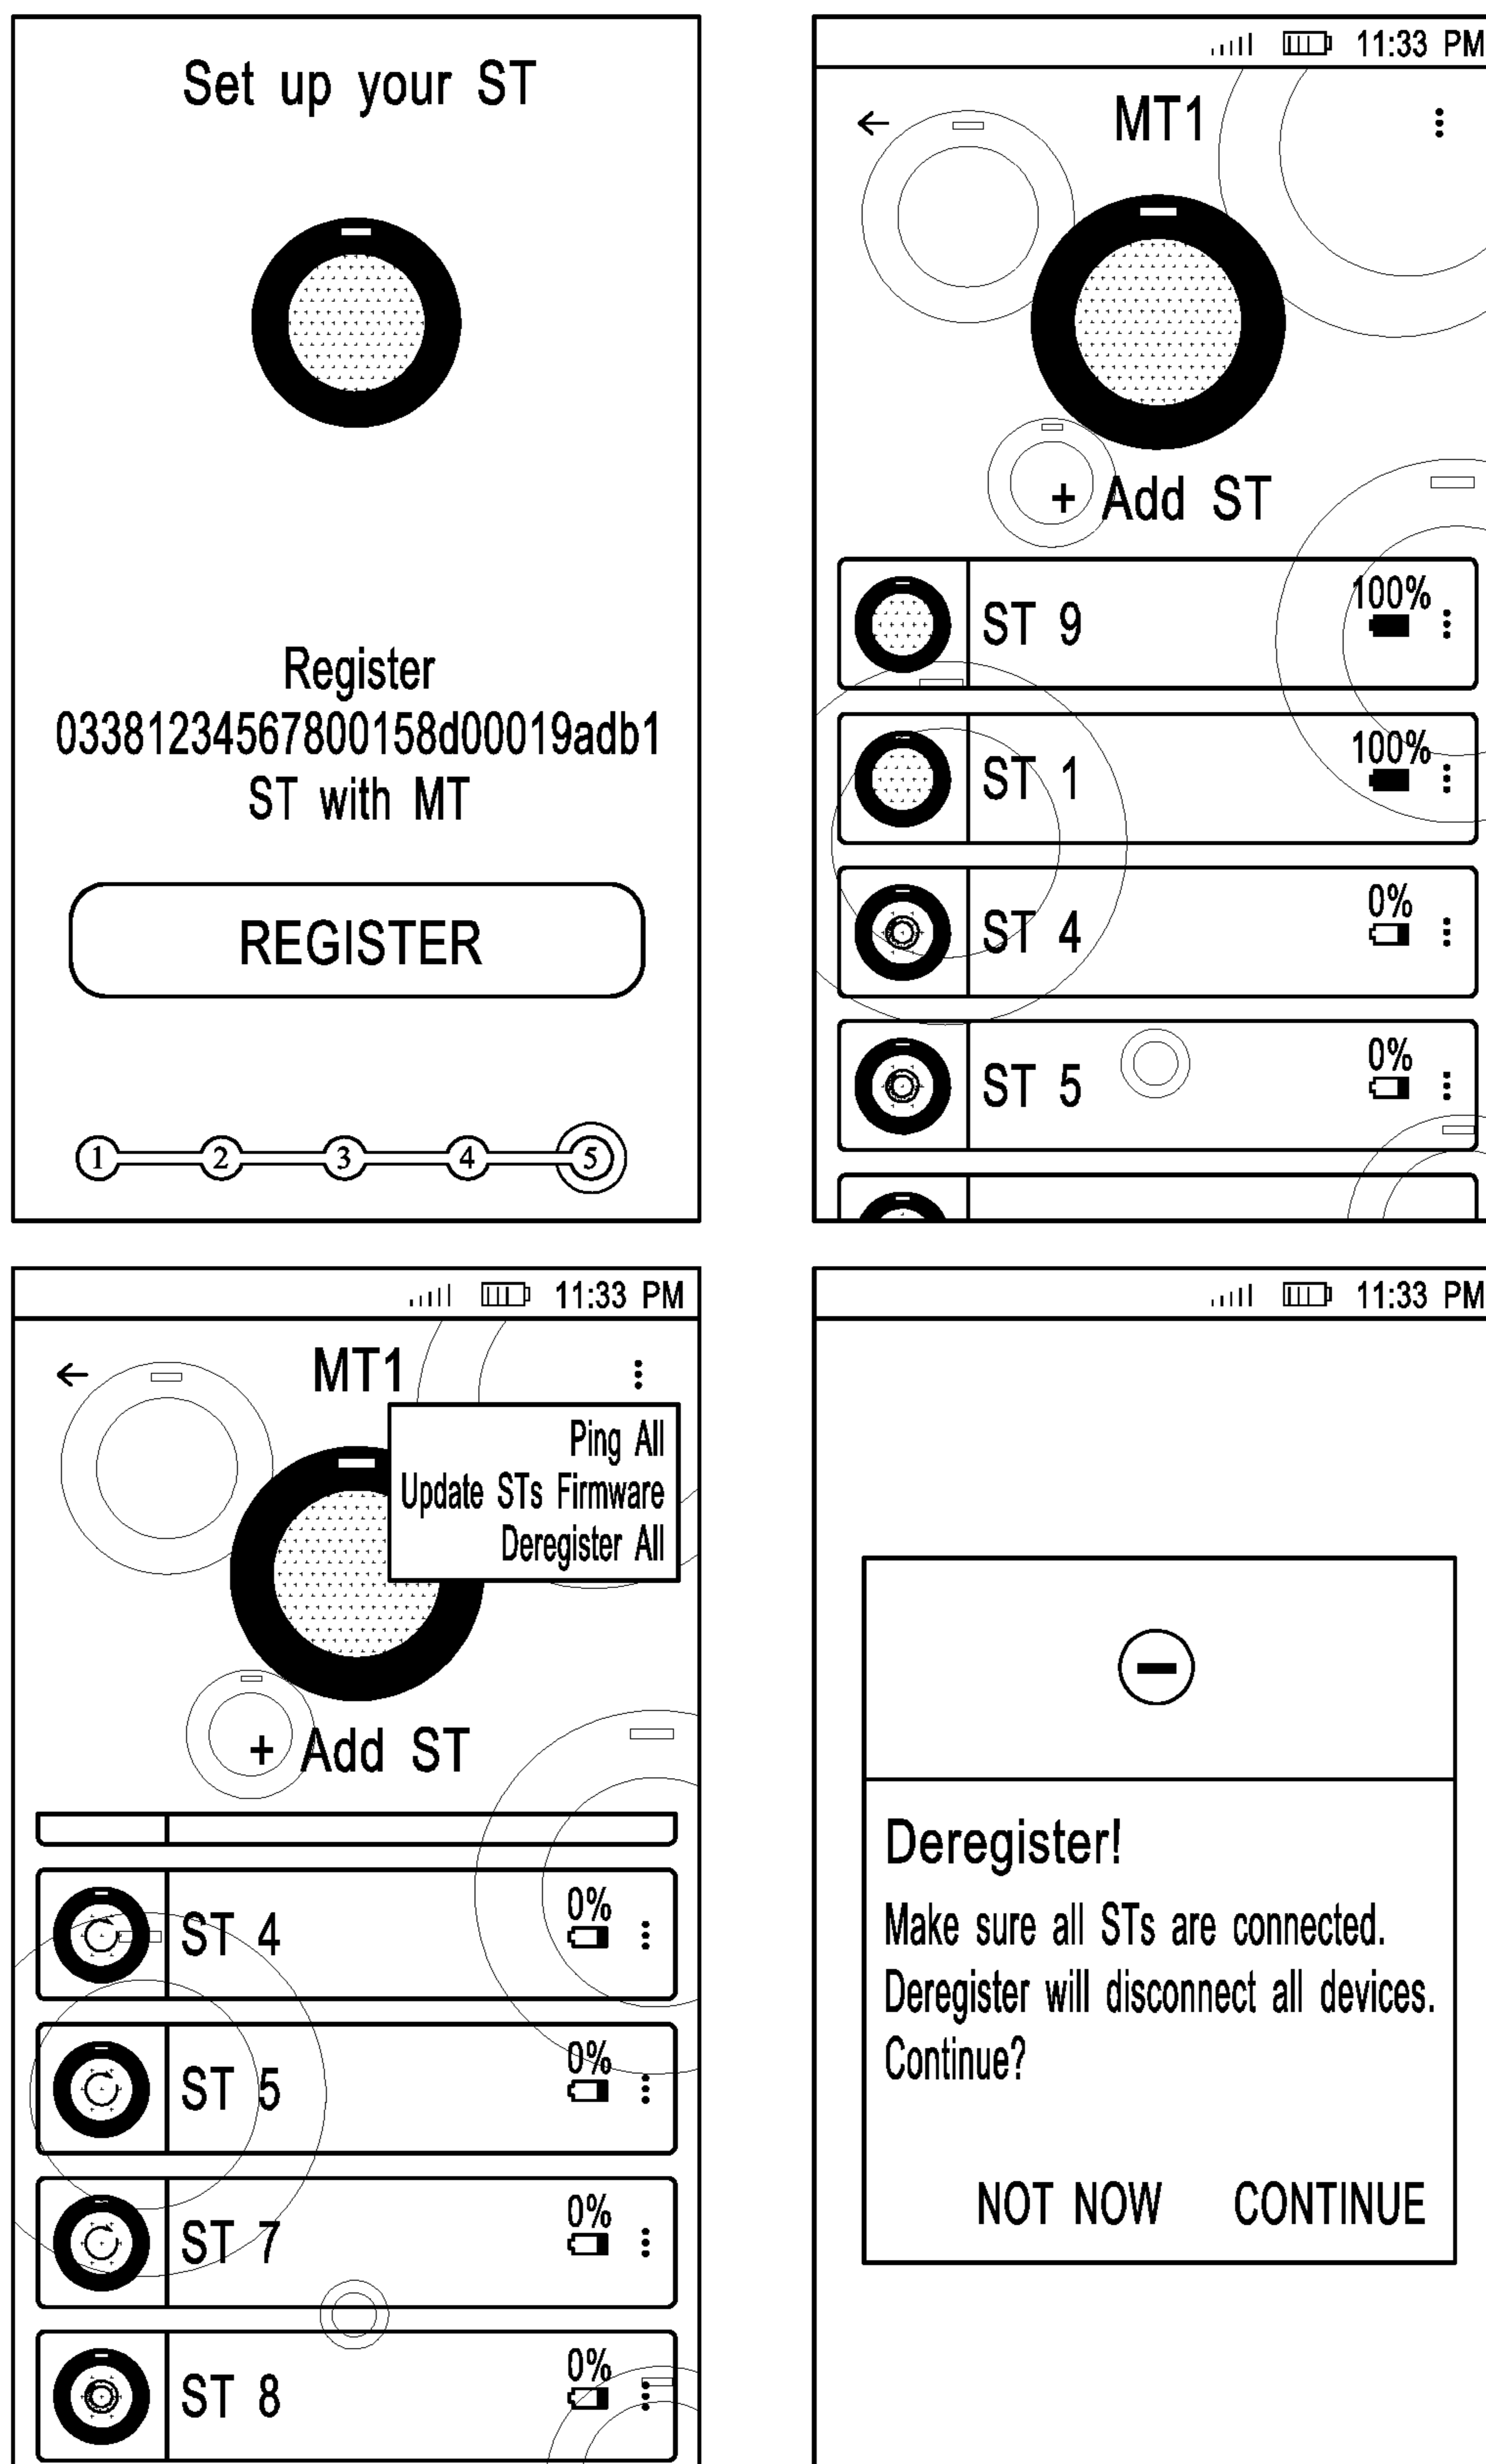 Set up your ST
Register
03381234567800158d00019adb1
ST with MT
REGISTER
1 2 3 4 5
11:33 PM
MT1
+ Add ST
ST 9 100%
ST 1 100%
ST 4 0%
ST 5 0%
11:33 PM
MT1
Ping All
Update STs Firmware
Deregister All
+ Add ST
ST 4 0%
ST 5 0%
ST 7 0%
ST 8 0%
11:33 PM
Deregister!
Make sure all STs are connected.
Deregister will disconnect all devices.
Continue?
NOT NOW CONTINUE